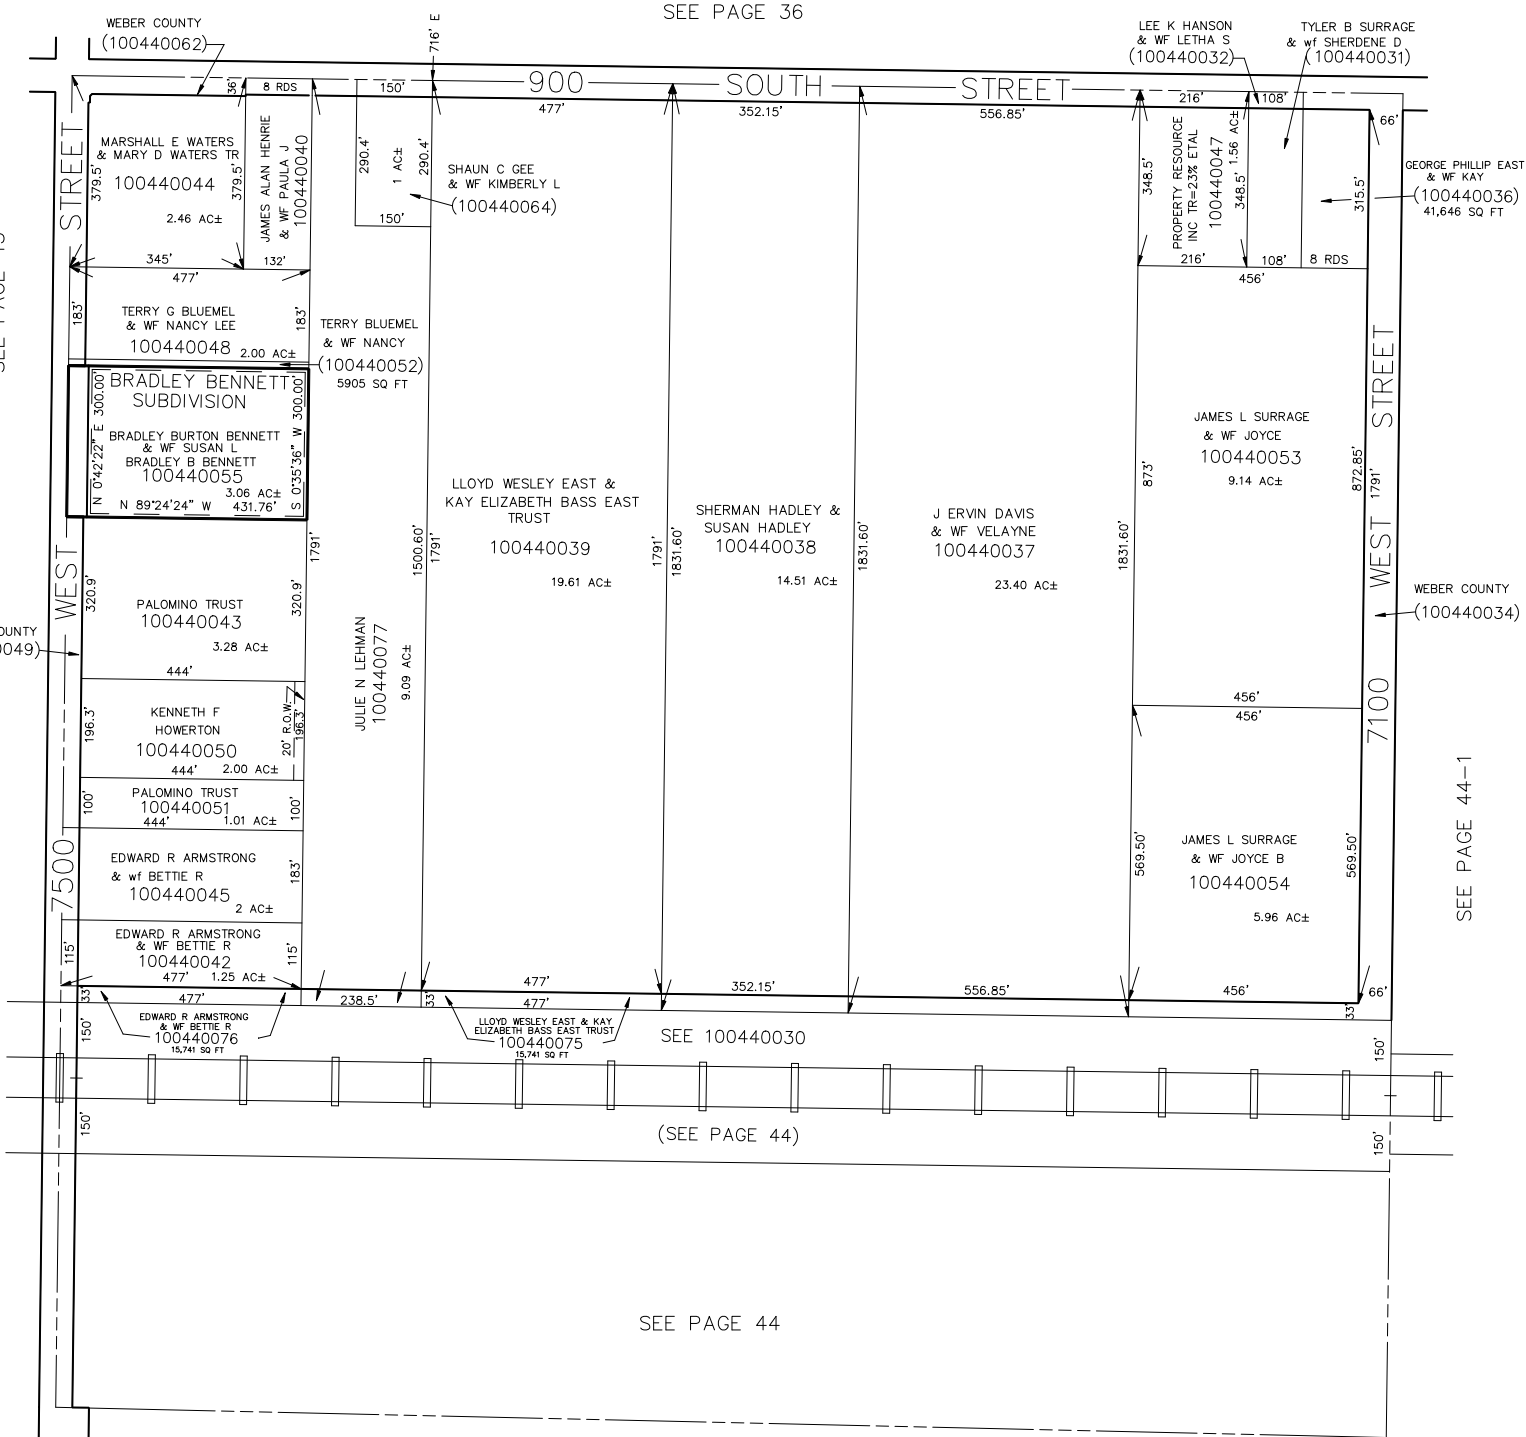 SEE PAGE 36
WEBER COUNTY
(100440062)
716' E
LEE K HANSON
& WF LETHA S
(100440032)
TYLER B SURRAGE
& wf SHERDENE D
(100440031)
900 SOUTH STREET
36'
8 RDS
150'
477'
352.15'
556.85'
216'
108'
66'
STREET
MARSHALL E WATERS
& MARY D WATERS TR
100440044
2.46 AC±
379.5'
379.5'
345'
477'
JAMES ALAN HENRIE
& WF PAULA J
100440040
132'
290.4'
1 AC±
290.4'
150'
SHAUN C GEE
& WF KIMBERLY L
(100440064)
348.5'
PROPERTY RESOURCE
INC TR=23% ETAL
100440047
1.56 AC±
348.5'
216'
108'
8 RDS
456'
315.5'
GEORGE PHILLIP EAST
& WF KAY
(100440036)
41,646 SQ FT
183'
TERRY G BLUEMEL
& WF NANCY LEE
100440048
2.00 AC±
183'
TERRY BLUEMEL
& WF NANCY
(100440052)
5905 SQ FT
BRADLEY BENNETT
SUBDIVISION
BRADLEY BURTON BENNETT
& WF SUSAN L
BRADLEY B BENNETT
100440055
3.06 AC±
N 89°24'24" W 431.76'
N 0°42'22" E 300.00'
S 0°35'36" W 300.00'
LLOYD WESLEY EAST &
KAY ELIZABETH BASS EAST
TRUST
100440039
19.61 AC±
SHERMAN HADLEY &
SUSAN HADLEY
100440038
14.51 AC±
J ERVIN DAVIS
& WF VELAYNE
100440037
23.40 AC±
JAMES L SURRAGE
& WF JOYCE
100440053
9.14 AC±
873'
872.85'
1791'
STREET
WEST
7100
1791'
1500.60'
1791'
1791'
1831.60'
1831.60'
1831.60'
WEBER COUNTY
(100440034)
WEST
320.9'
PALOMINO TRUST
100440043
3.28 AC±
320.9'
444'
OUNTY
0049)
JULIE N LEHMAN
100440077
9.09 AC±
196.3'
KENNETH F
HOWERTON
100440050
444'
2.00 AC±
20' R.O.W.
196.3'
456'
456'
PALOMINO TRUST
100440051
100'
444'
1.01 AC±
100'
SEE PAGE 44-1
7500
EDWARD R ARMSTRONG
& wf BETTIE R
100440045
2 AC±
183'
569.50'
JAMES L SURRAGE
& WF JOYCE B
100440054
5.96 AC±
569.50'
115'
EDWARD R ARMSTRONG
& WF BETTIE R
100440042
477'
1.25 AC±
115'
33'
477'
238.5'
33'
477'
477'
352.15'
556.85'
456'
66'
33'
150'
EDWARD R ARMSTRONG
& WF BETTIE R
100440076
15,741 SQ FT
LLOYD WESLEY EAST & KAY
ELIZABETH BASS EAST TRUST
100440075
15,741 SQ FT
SEE 100440030
150'
150'
(SEE PAGE 44)
150'
SEE PAGE 44